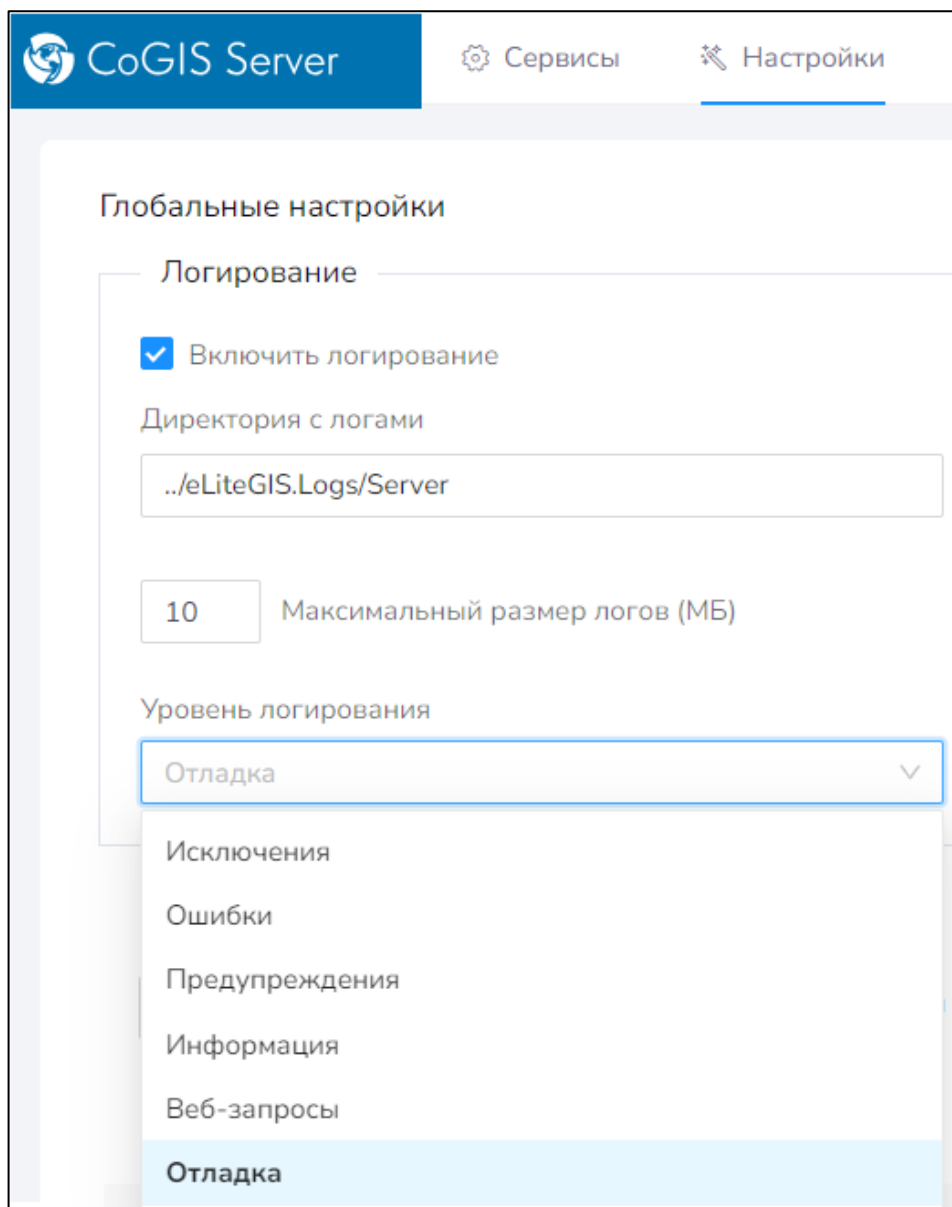 CoGIS Server Сервисы Настройки
Глобальные настройки
Логирование
Включить логирование
Директория с логами
../eLiteGIS.Logs/Server
10 Максимальный размер логов (МБ)
Уровень логирования
Отладка
Исключения
Ошибки
Предупреждения
Информация
Веб-запросы
Отладка